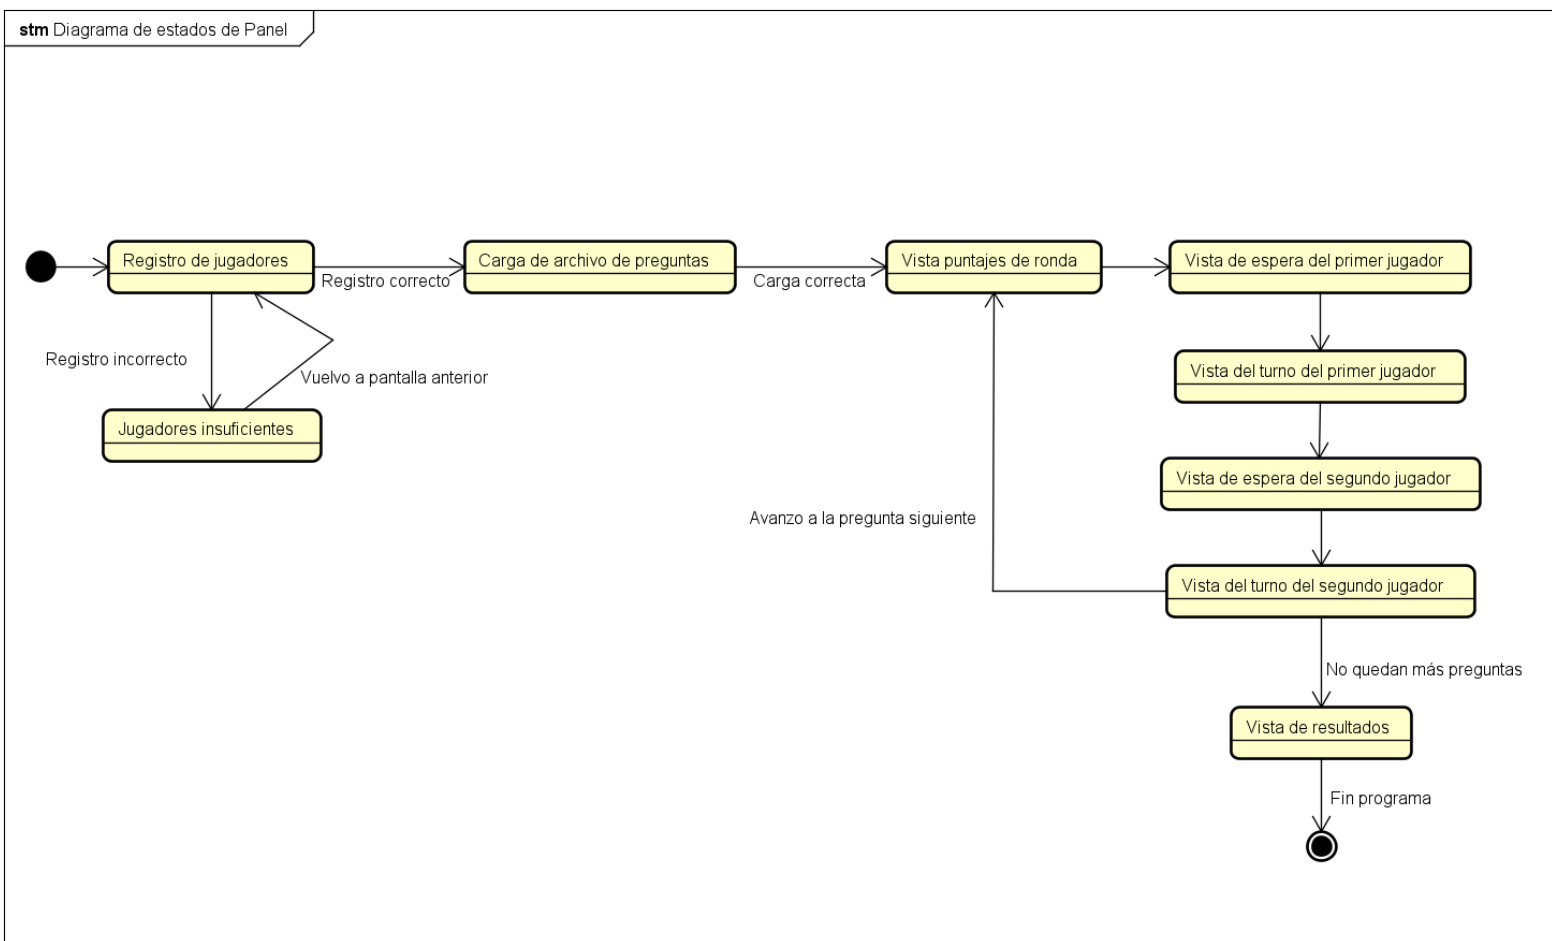 stm Diagrama de estados de Panel
Registro de jugadores
Registro correcto
Carga de archivo de preguntas
Carga correcta
Vista puntajes de ronda
Vista de espera del primer jugador
Registro incorrecto
Vuelvo a pantalla anterior
Jugadores insuficientes
Vista del turno del primer jugador
Vista de espera del segundo jugador
Avanzo a la pregunta siguiente
Vista del turno del segundo jugador
No quedan más preguntas
Vista de resultados
Fin programa